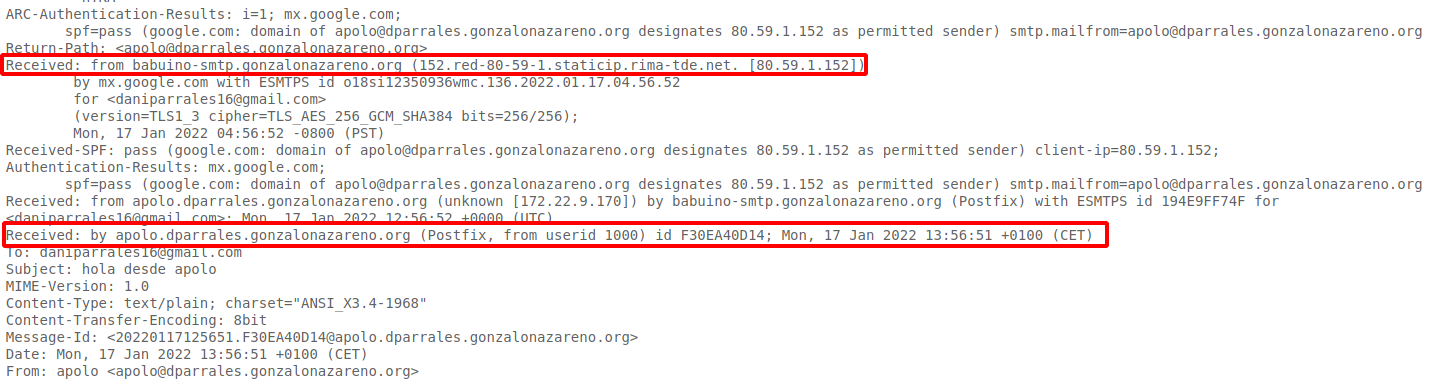 ARC-Authentication-Results: i=1; mx.google.com;
spf=pass (google.com: domain of apolo@dparrales.gonzalonazareno.org designates 80.59.1.152 as permitted sender) smtp.mailfrom=apolo@dparrales.gonzalonazareno.org
Return-Path: <apolo@dparrales.gonzalonazareno.org>
Received: from babuino-smtp.gonzalonazareno.org (152.red-80-59-1.staticip.rima-tde.net. [80.59.1.152])
by mx.google.com with ESMTPS id o18si12350936wmc.136.2022.01.17.04.56.52
for <daniparrales16@gmail.com>
(version=TLS1_3 cipher=TLS_AES_256_GCM_SHA384 bits=256/256);
Mon, 17 Jan 2022 04:56:52 -0800 (PST)
Received-SPF: pass (google.com: domain of apolo@dparrales.gonzalonazareno.org designates 80.59.1.152 as permitted sender) client-ip=80.59.1.152;
Authentication-Results: mx.google.com;
spf=pass (google.com: domain of apolo@dparrales.gonzalonazareno.org designates 80.59.1.152 as permitted sender) smtp.mailfrom=apolo@dparrales.gonzalonazareno.org
Received: from apolo.dparrales.gonzalonazareno.org (unknown [172.22.9.170]) by babuino-smtp.gonzalonazareno.org (Postfix) with ESMTPS id 194E9FF74F for
<daniparrales16@gmail.com>; Mon, 17 Jan 2022 12:56:52 +0000 (UTC)
Received: by apolo.dparrales.gonzalonazareno.org (Postfix, from userid 1000) id F30EA40D14; Mon, 17 Jan 2022 13:56:51 +0100 (CET)
To: daniparrales16@gmail.com
Subject: hola desde apolo
MIME-Version: 1.0
Content-Type: text/plain; charset="ANSI_X3.4-1968"
Content-Transfer-Encoding: 8bit
Message-Id: <20220117125651.F30EA40D14@apolo.dparrales.gonzalonazareno.org>
Date: Mon, 17 Jan 2022 13:56:51 +0100 (CET)
From: apolo <apolo@dparrales.gonzalonazareno.org>